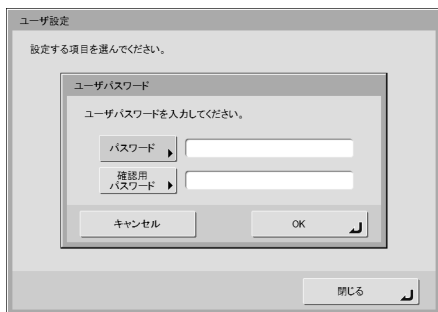 ユーザ設定
設定する項目を選んでください。
ユーザパスワード
ユーザパスワードを入力してください。
パスワード
確認用
パスワード
キャンセル
OK
閉じる